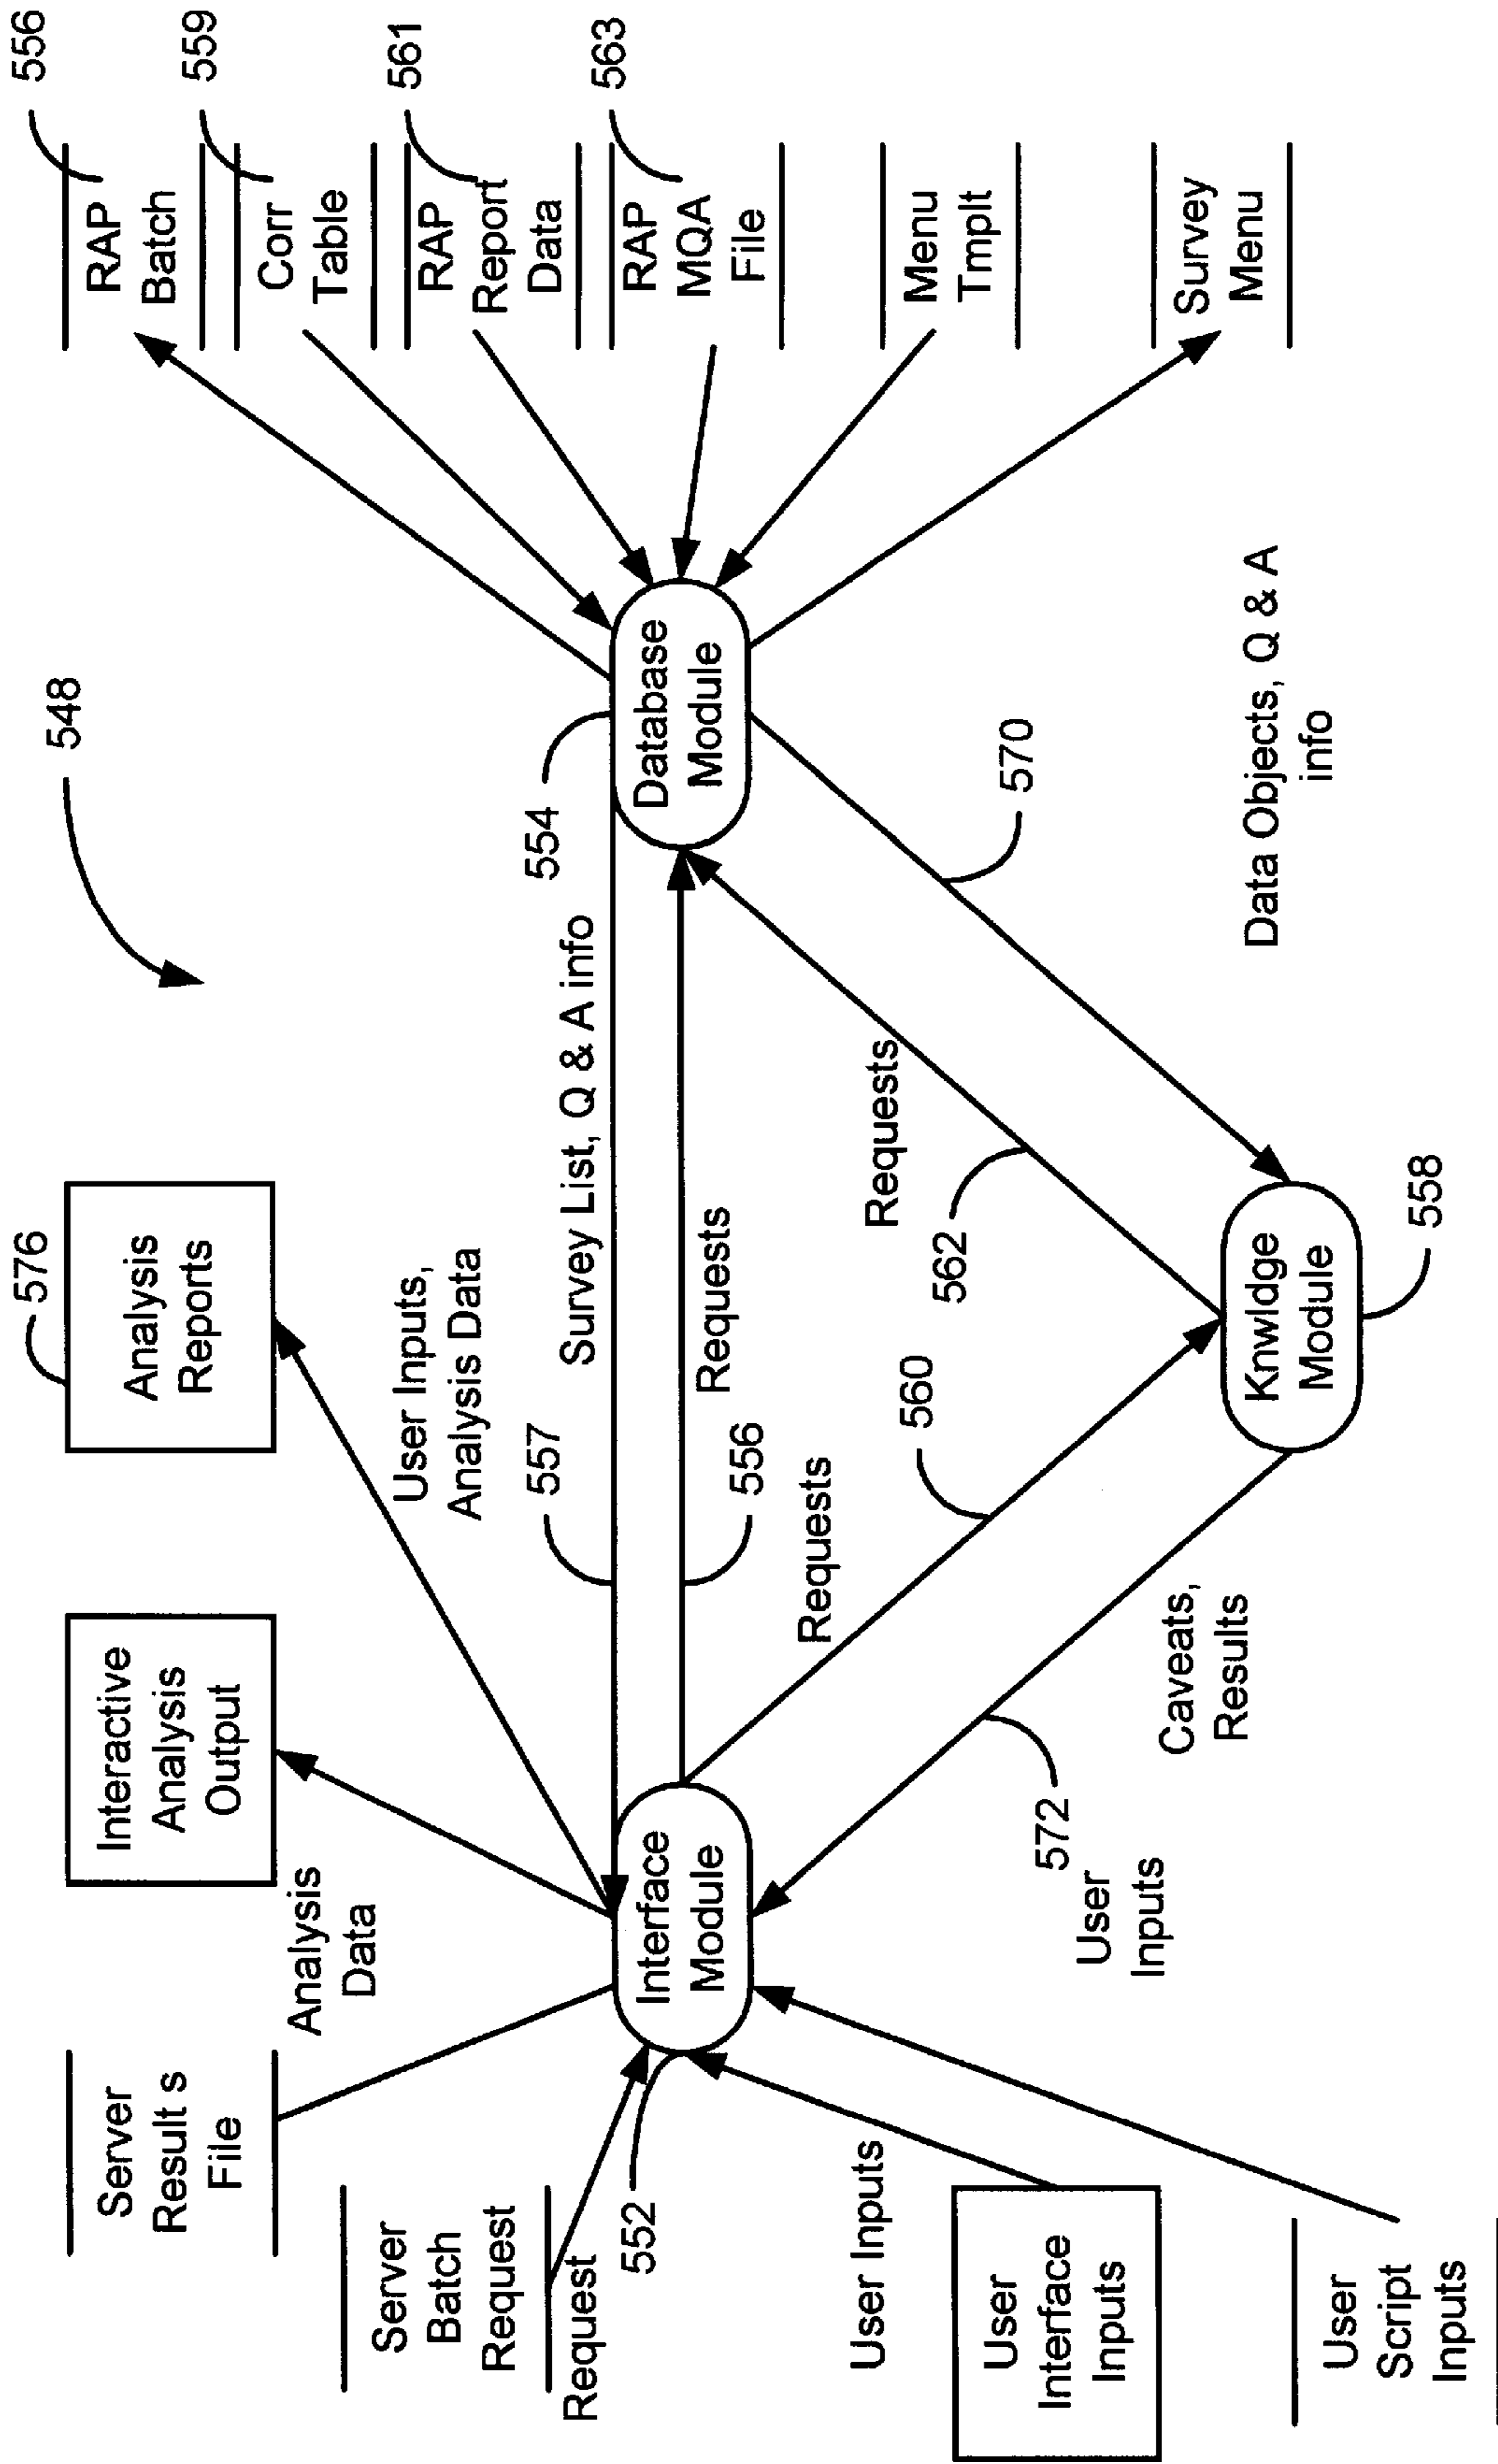 548
Server
Result s
File
Analysis
Data
Interactive
Analysis
Output
576
Analysis
Reports
User Inputs,
Analysis Data
556
RAP
Batch
559
Corr
Table
561
RAP
Report
Data
563
RAP
MQA
File
Menu
Tmplt
Survey
Menu
Server
Batch
Request
Request
552
Interface
Module
557
Survey List, Q & A info
554
Database
Module
Requests
556
Requests
560
Requests
562
570
Data Objects, Q & A
info
Caveats,
Results
572
Knwldge
Module
558
User Inputs
User
Interface
Inputs
User
Inputs
User
Script
Inputs